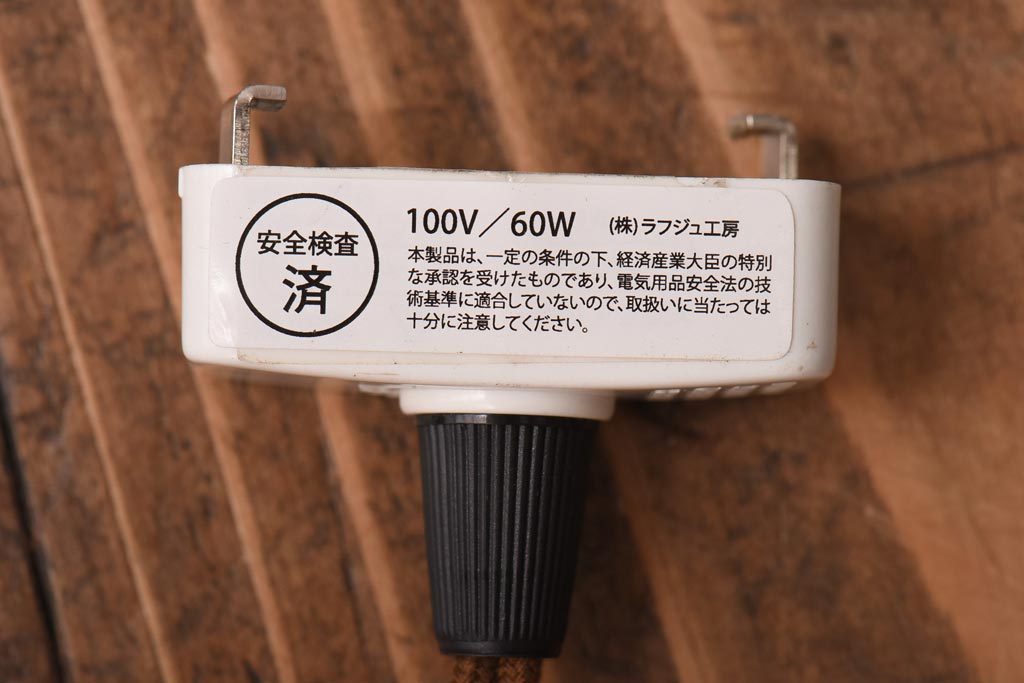 安全検査
済
100V／60W (株)ラフジュ工房
本製品は、一定の条件の下、経済産業大臣の特別
な承認を受けたものであり、電気用品安全法の技
術基準に適合していないので、取扱いに当たっては
十分に注意してください。